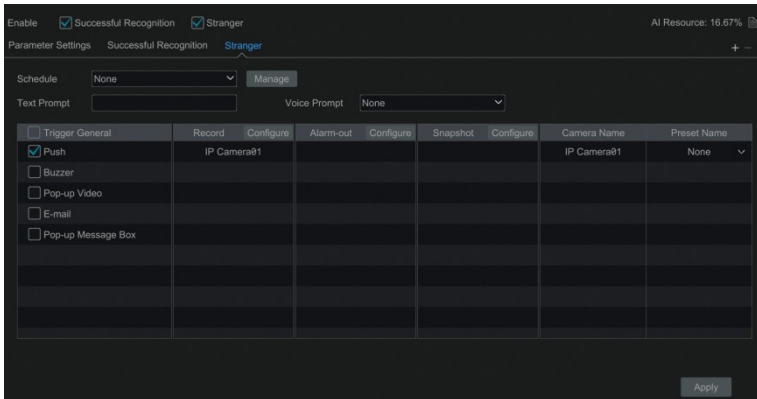 Enable Successful Recognition Stranger AI Resource: 16.67%
Parameter Settings Successful Recognition Stranger + −
Schedule None Manage
Text Prompt Voice Prompt None
Trigger General Record Configure Alarm-out Configure Snapshot Configure Camera Name Preset Name
Push IP Camera01 IP Camera01 None
Buzzer
Pop-up Video
E-mail
Pop-up Message Box
Apply